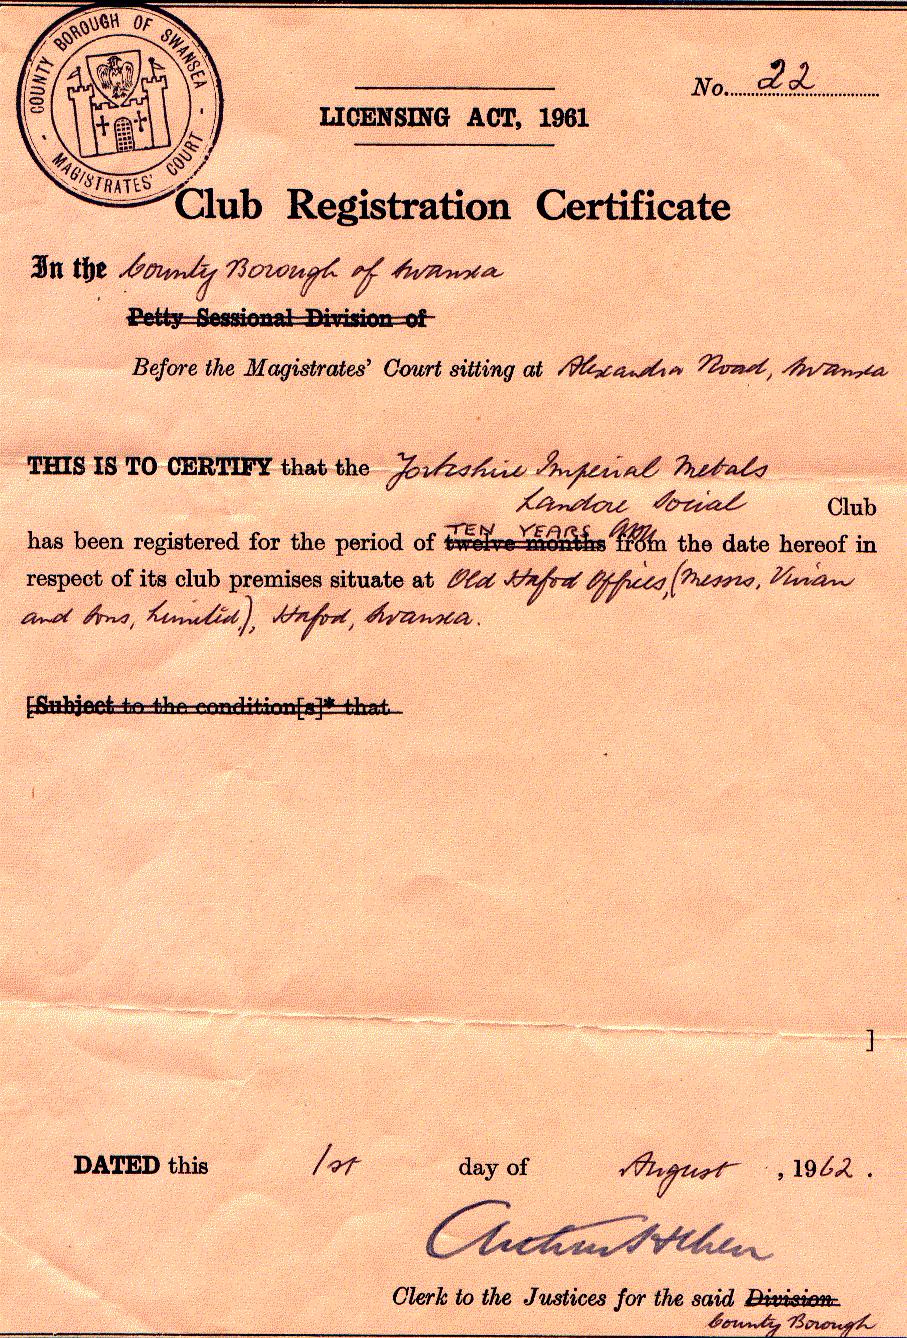 COUNTY BOROUGH OF SWANSEA
- MAGISTRATES' COURT -
No. 22
LICENSING ACT, 1961
Club Registration Certificate
In the County Borough of Swansea
Petty Sessional Division of
Before the Magistrates' Court sitting at Alexandra Road, Swansea
THIS IS TO CERTIFY that the Yorkshire Imperial Metals
Landore Social Club
TEN YEARS
has been registered for the period of twelve months from the date hereof in
respect of its club premises situate at Old Hafod Offices, (Messrs, Vivian
and Sons, Limited), Hafod, Swansea.
[Subject to the condition[s]* that
]
DATED this 1st day of August, 1962.
Clerk to the Justices for the said Division
County Borough